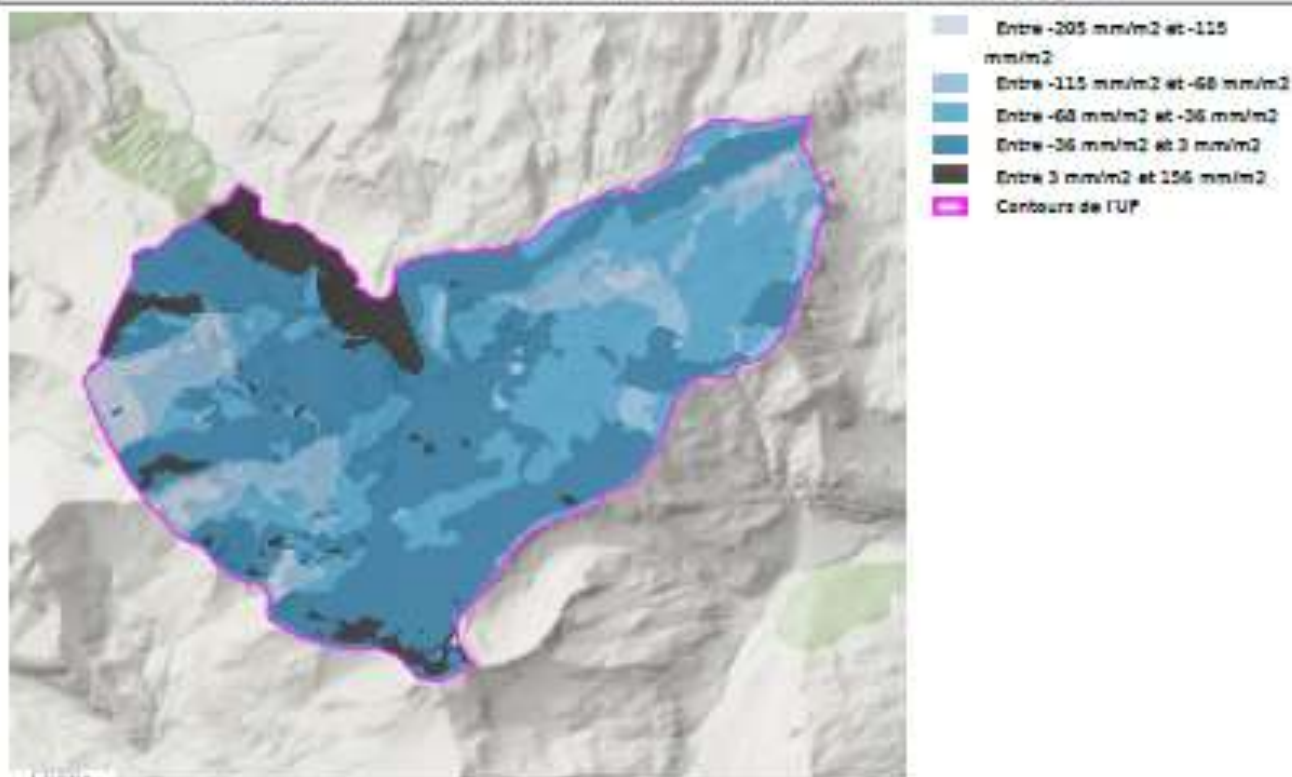 Entre -205 mm/m2 et -115
mm/m2
Entre -115 mm/m2 et -68 mm/m2
Entre -68 mm/m2 et -36 mm/m2
Entre -36 mm/m2 et 3 mm/m2
Entre 3 mm/m2 et 156 mm/m2
Contours de l'UP